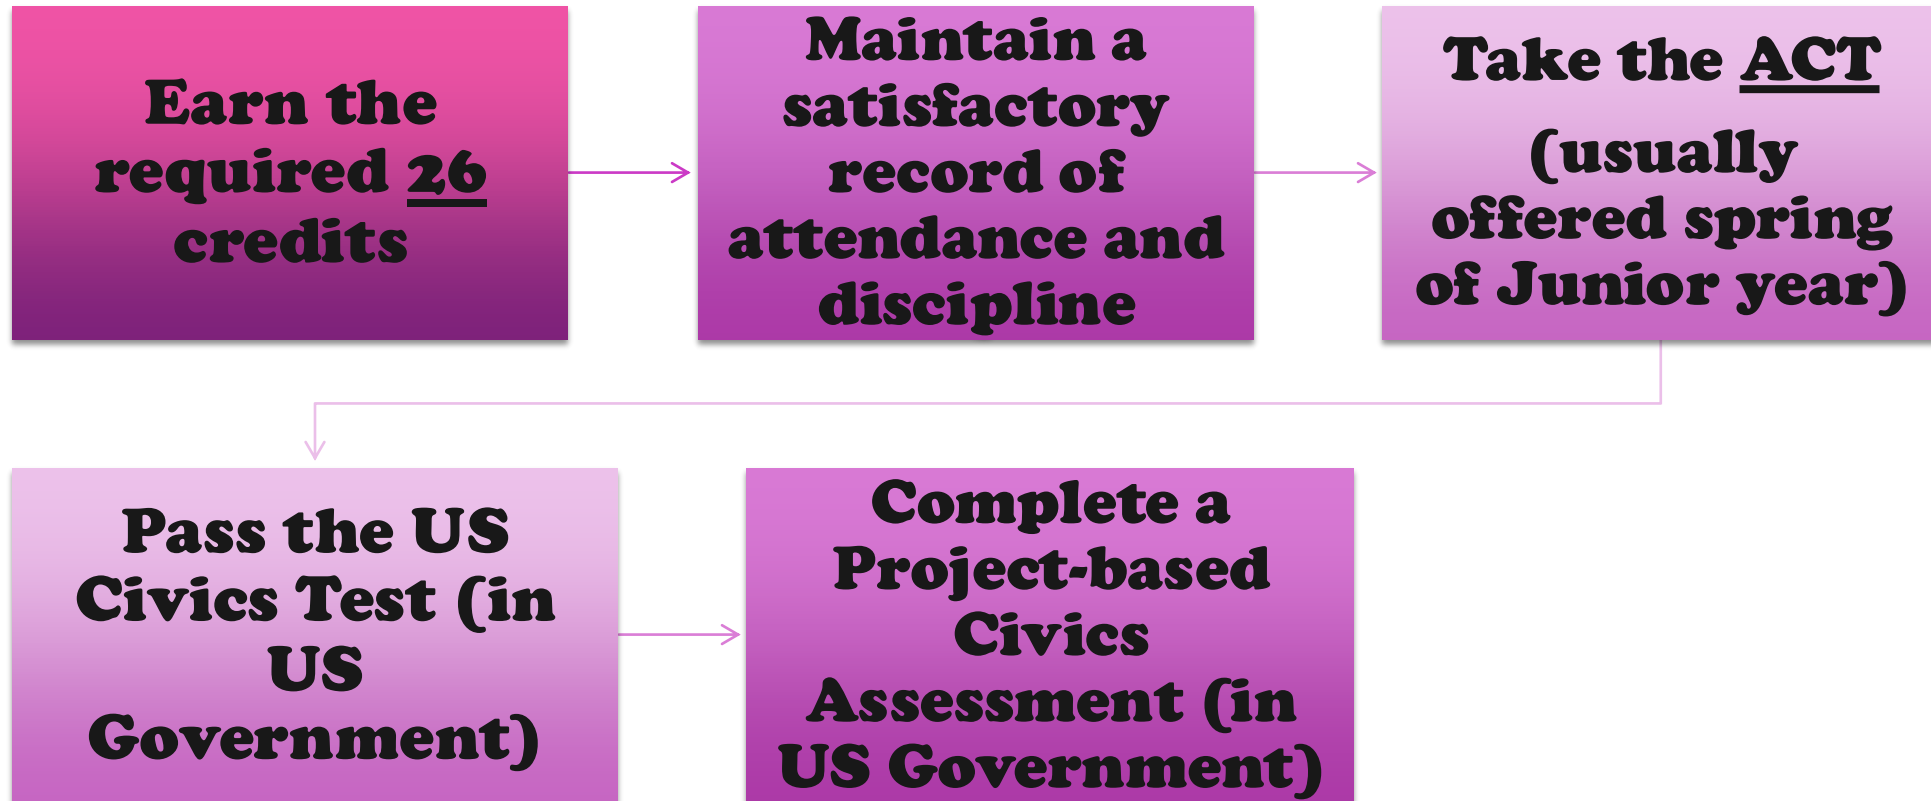 Earn the
required 26
credits
Maintain a
satisfactory
record of
attendance and
discipline
Take the ACT
(usually
offered spring
of Junior year)
Pass the US
Civics Test (in
US
Government)
Complete a
Project-based
Civics
Assessment (in
US Government)